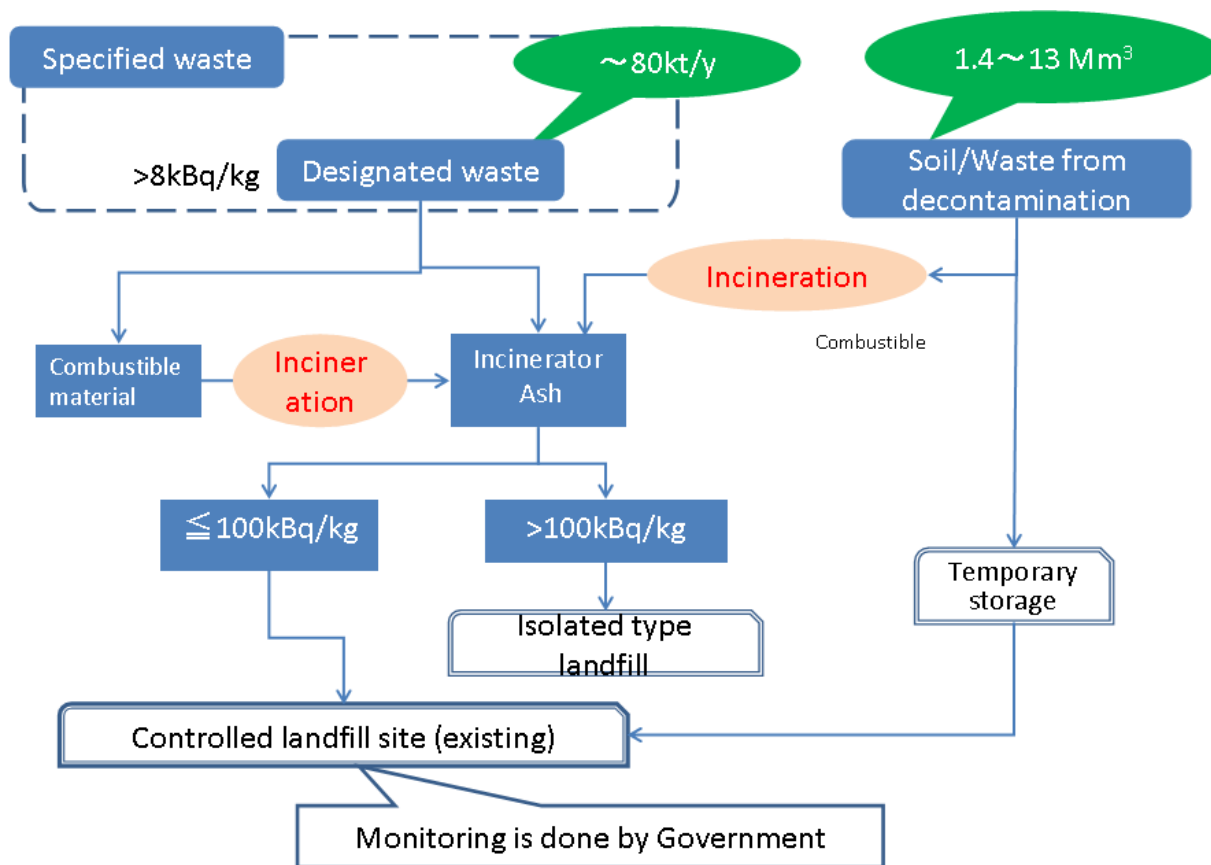 Specified waste
～80kt/y
1.4～13 Mm³
>8kBq/kg
Designated waste
Soil/Waste from
decontamination
Incineration
Combustible
Combustible
material
Inciner
ation
Incinerator
Ash
≦100kBq/kg
>100kBq/kg
Temporary
storage
Isolated type
landfill
Controlled landfill site (existing)
Monitoring is done by Government